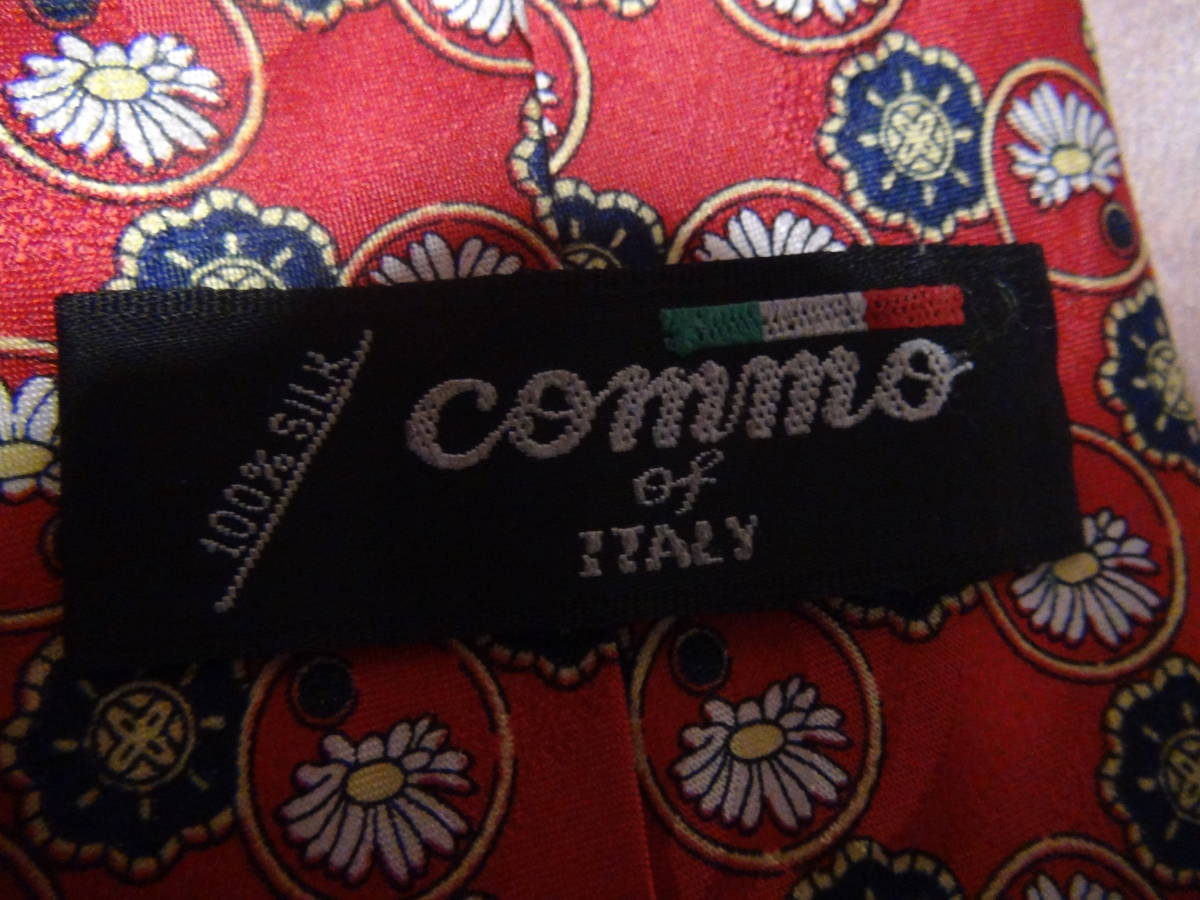 100% SILK
commo
of
ITALY